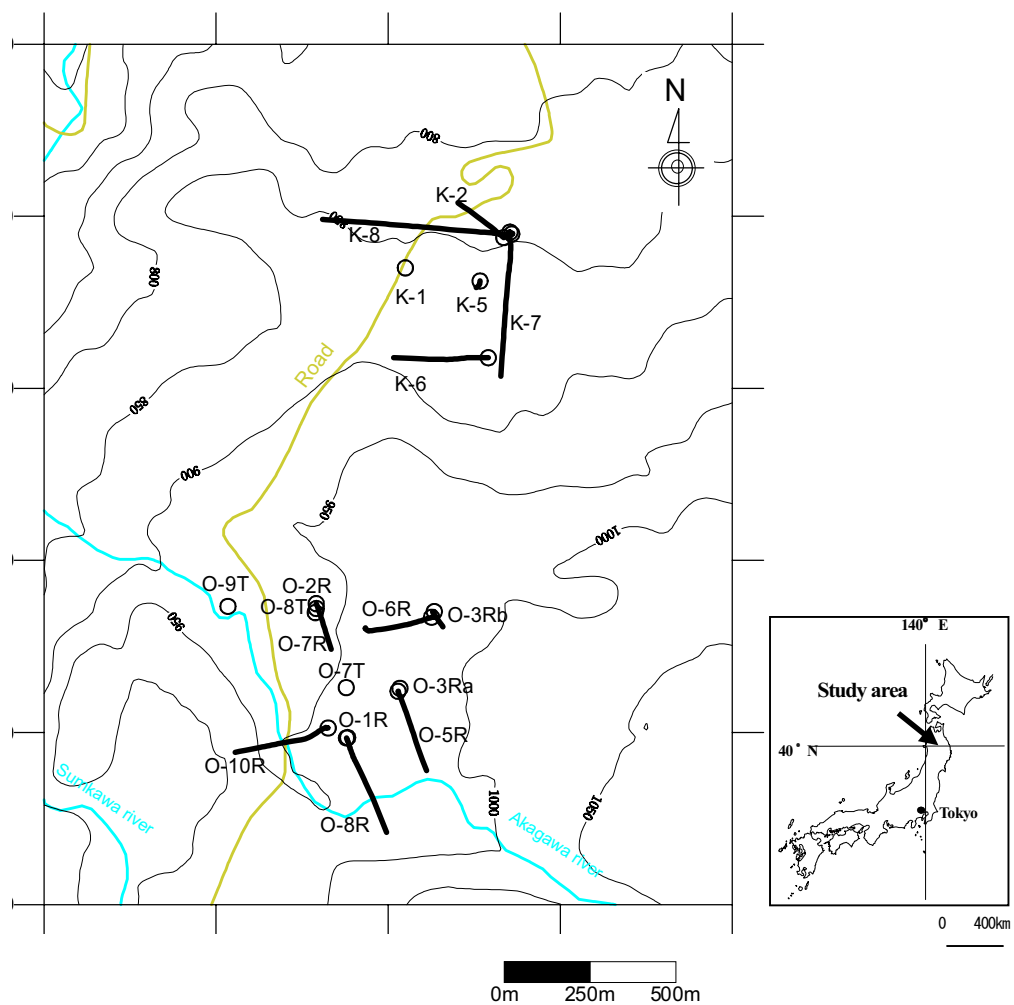 N
800
K-2
850
K-8
800
K-1
K-5
K-7
Road
K-6
850
900
950
1000
O-9T
O-2R
O-8T
O-6R
O-3Rb
950
O-7R
O-7T
O-3Ra
O-1R
O-5R
O-10R
Sumkawa river
1000
1050
O-8R
Akagawa river
140° E
Study area
40° N
Tokyo
0 400km
0m 250m 500m